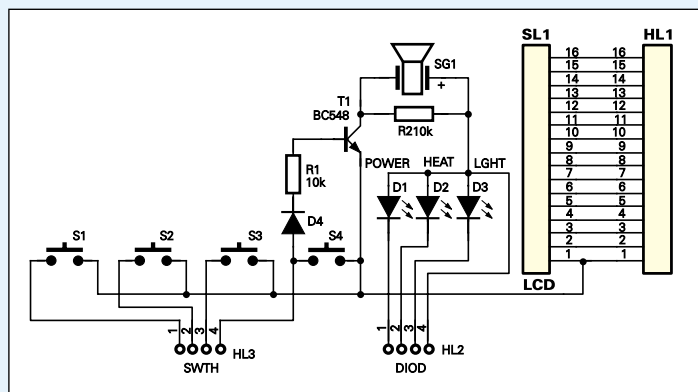 SL1
HL1
SG1
+
T1
BC548
R210k
R1
10k
D4
POWER
HEAT
LGHT
D1
D2
D3
S1
S2
S3
S4
16 16
15 15
14 14
13 13
12 12
11 11
10 10
9 9
8 8
7 7
6 6
5 5
4 4
3 3
2 2
1 1
LCD
1 2 3 4
HL3
SWTH
1 2 3 4
HL2
DIOD